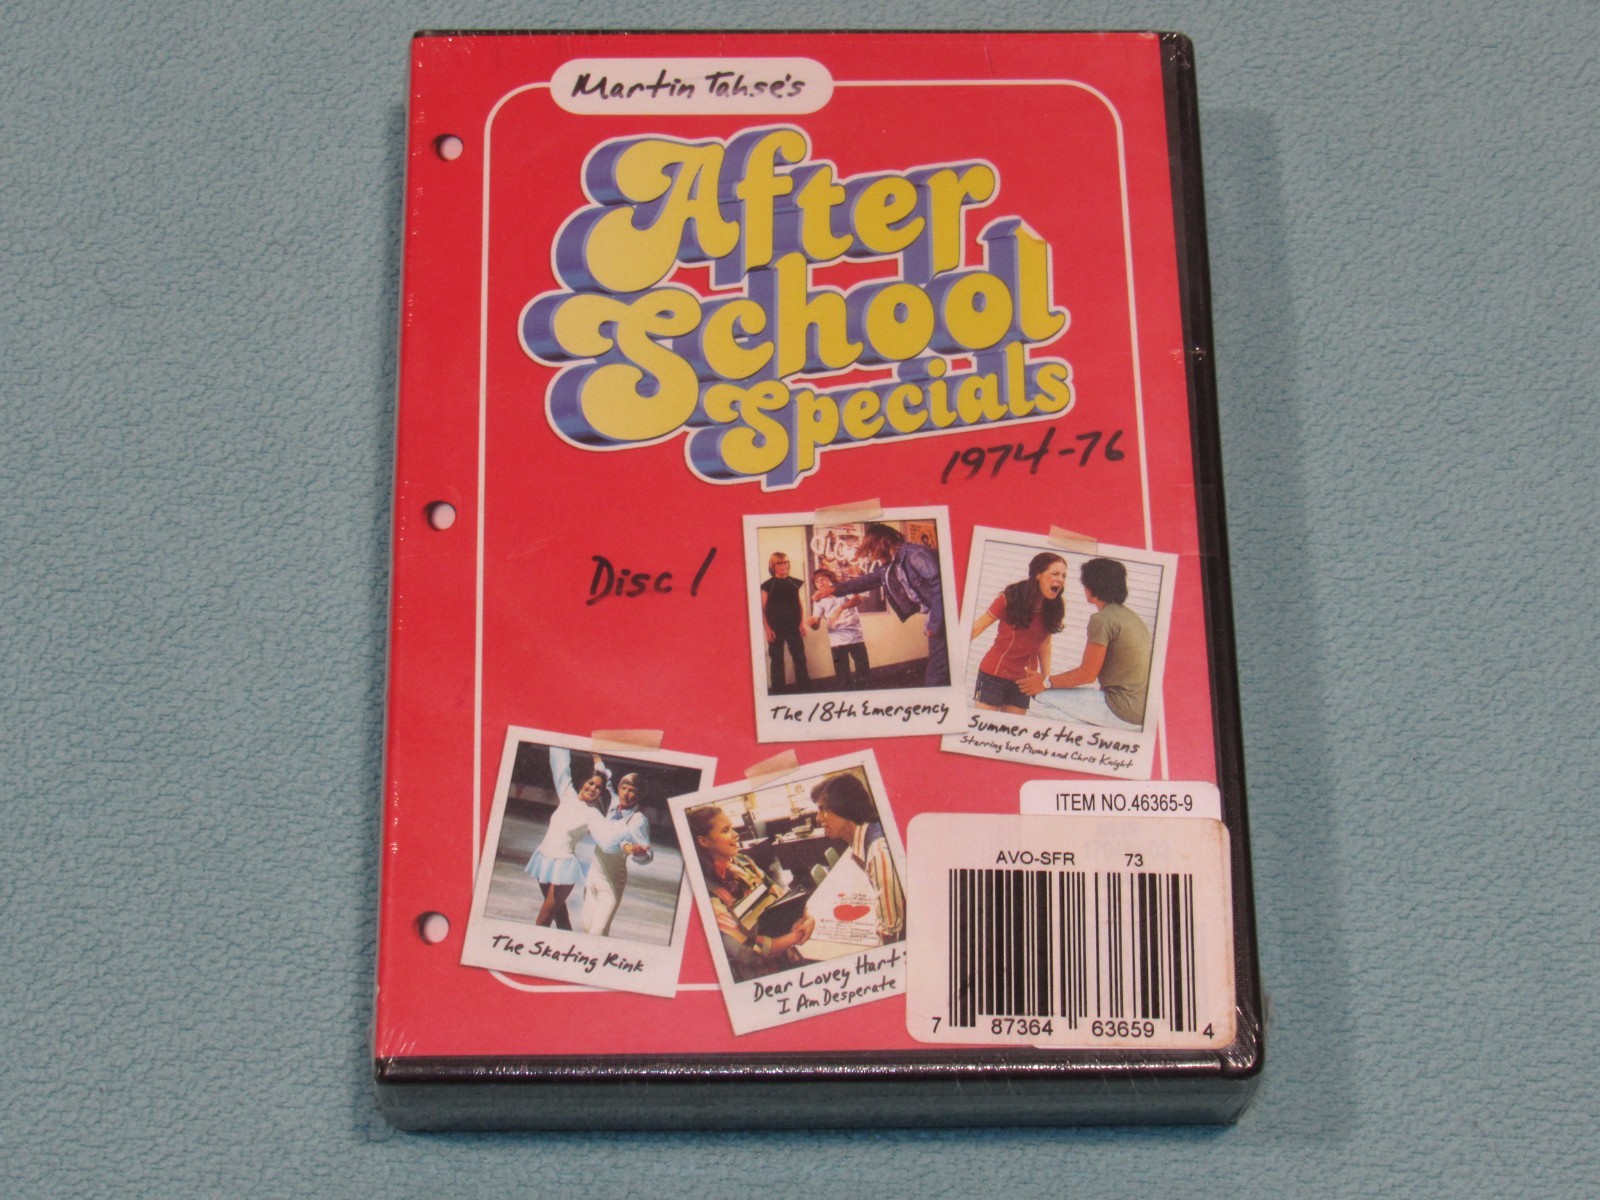 Martin Tahse's
After
School
Specials
1974-76
Disc 1
The 18th Emergency
Summer of the Swans
Starring Eve Plumb and Chris Knight
The Skating Rink
Dear Lovey Hart:
I Am Desperate
ITEM NO.46365-9
AVO-SFR 73
7 87364 63659 4